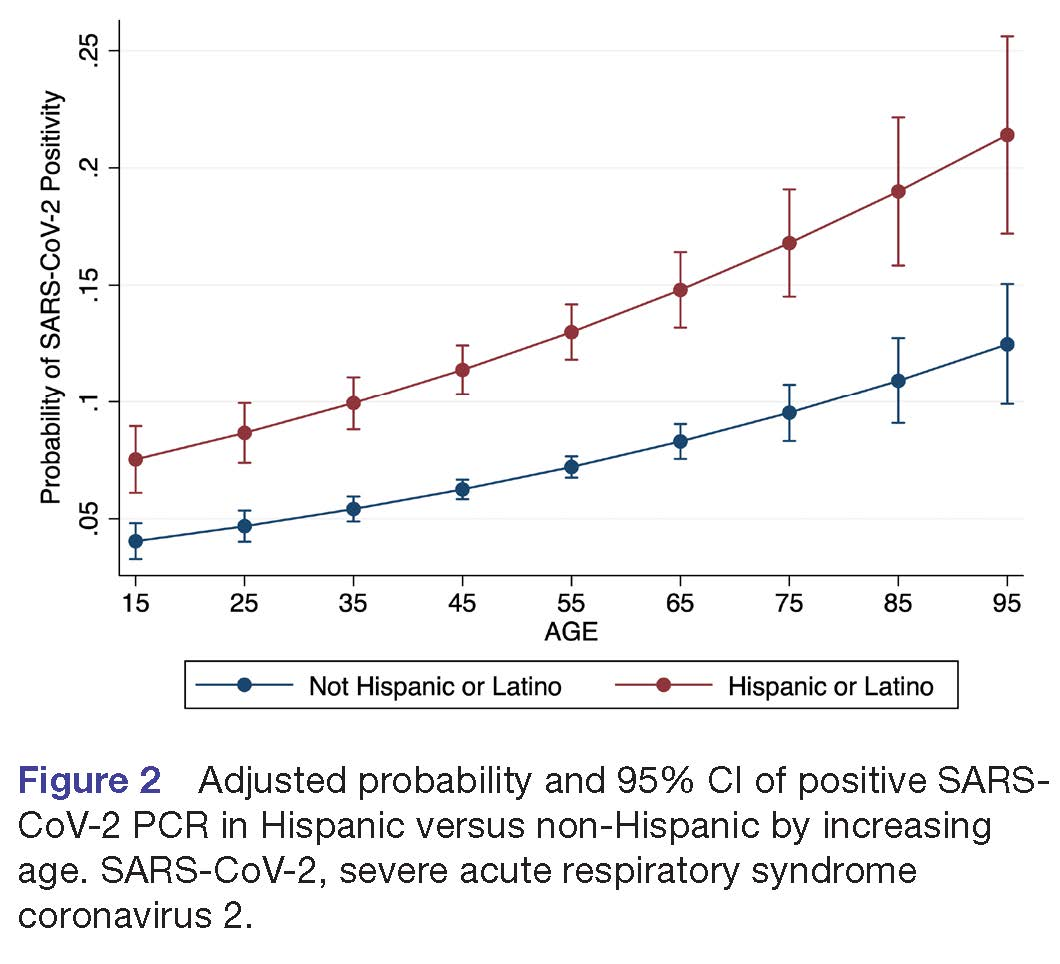 Probability of SARS-CoV-2 Positivity
.25
.2
.15
.1
.05
15 25 35 45 55 65 75 85 95
AGE
Not Hispanic or Latino Hispanic or Latino
Figure 2 Adjusted probability and 95% CI of positive SARS-
CoV-2 PCR in Hispanic versus non-Hispanic by increasing
age. SARS-CoV-2, severe acute respiratory syndrome
coronavirus 2.